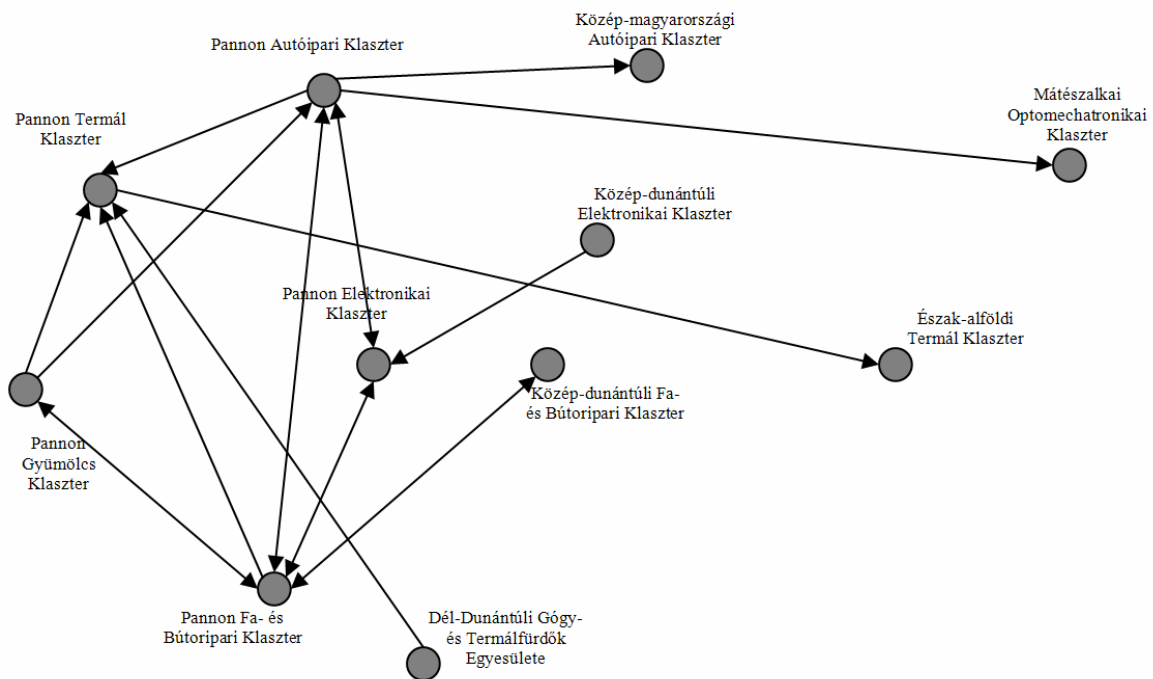 Közép-magyarországi
Autóipari Klaszter
Pannon Autóipari Klaszter
Mátészalkai
Optomechatronikai
Klaszter
Pannon Termál
Klaszter
Közép-dunántúli
Elektronikai Klaszter
Pannon Elektronikai
Klaszter
Észak-alföldi
Termál Klaszter
Közép-dunántúli Fa-
és Bútoripari Klaszter
Pannon
Gyümölcs
Klaszter
Pannon Fa- és
Bútoripari Klaszter
Dél-Dunántúli Gógy-
és Termálfürdők
Egyesülete